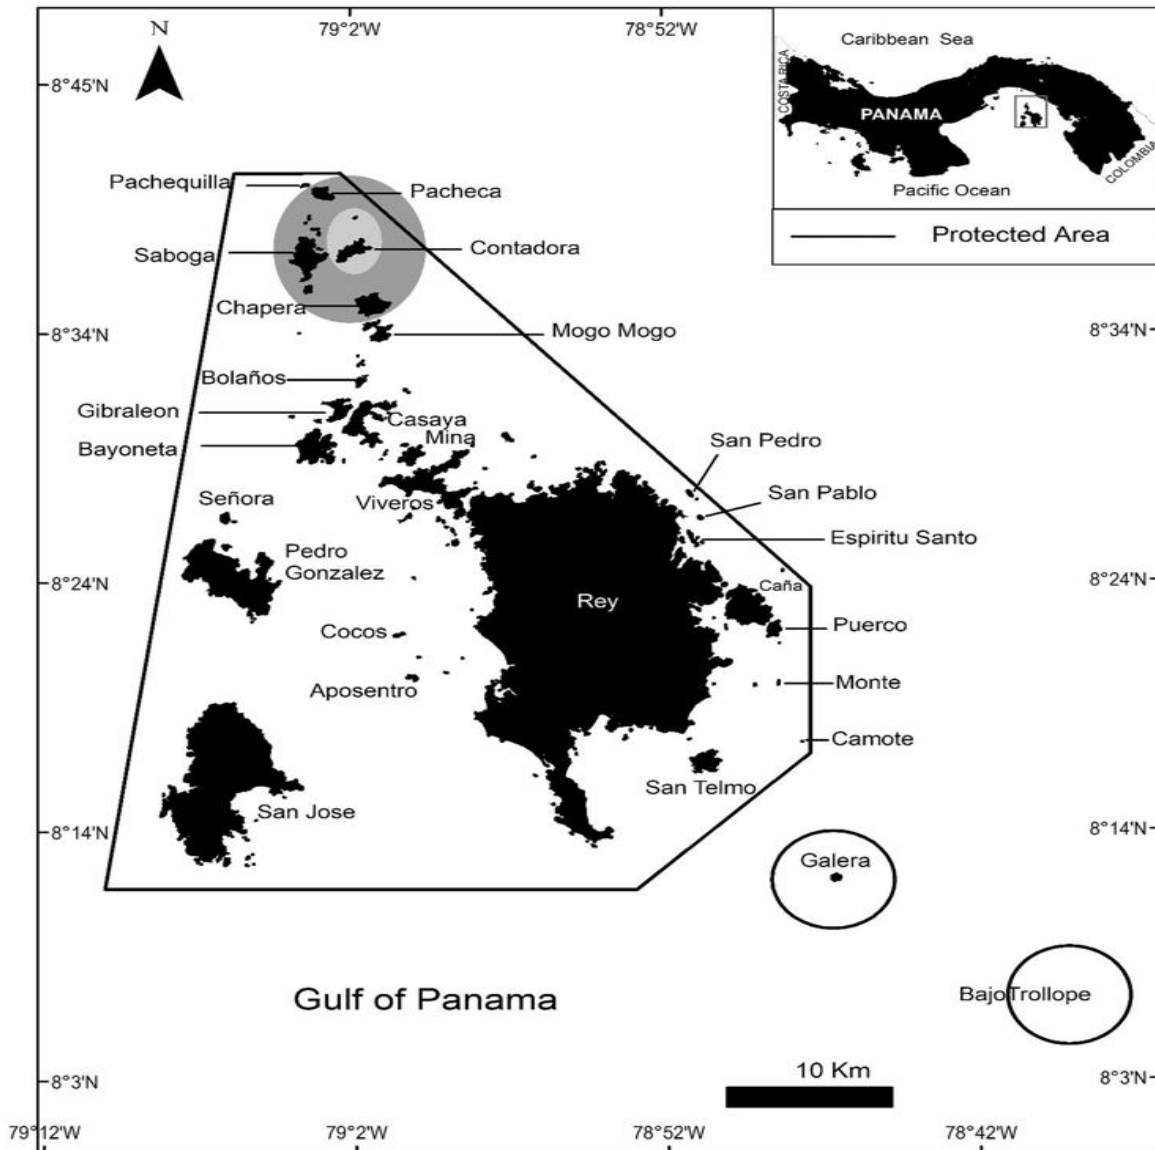 N
79°2'W
78°52'W
8°45'N
Caribbean Sea
COSTA RICA
PANAMA
COLOMBIA
Pacific Ocean
Protected Area
Pachequilla
Pacheca
Saboga
Contadora
Chapera
8°34'N
Mogo Mogo
8°34'N
Bolaños
Gibraleon
Casaya
Mina
Bayoneta
San Pedro
San Pablo
Señora
Viveros
Espiritu Santo
Pedro
Gonzalez
8°24'N
Caña
8°24'N
Rey
Cocos
Puerco
Aposentro
Monte
Camote
San Telmo
San Jose
8°14'N
8°14'N
Galera
Gulf of Panama
BajoTrollope
10 Km
8°3'N
8°3'N
79°12'W
79°2'W
78°52'W
78°42'W